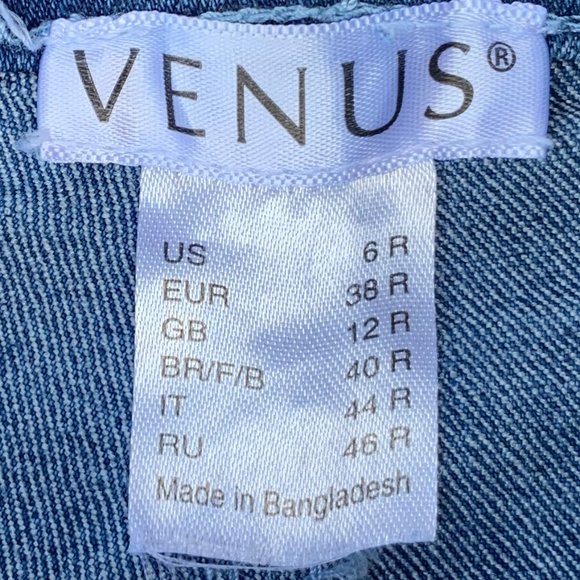 VENUS®
US 6 R
EUR 38 R
GB 12 R
BR/F/B 40 R
IT 44 R
RU 46 R
Made in Bangladesh